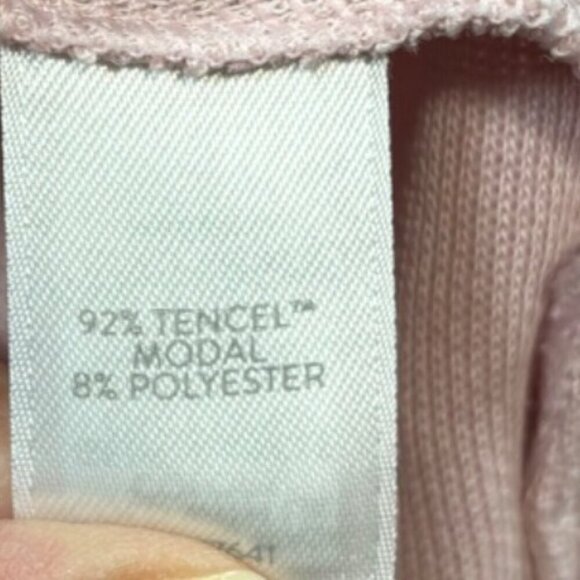 92% TENCEL™
MODAL
8% POLYESTER